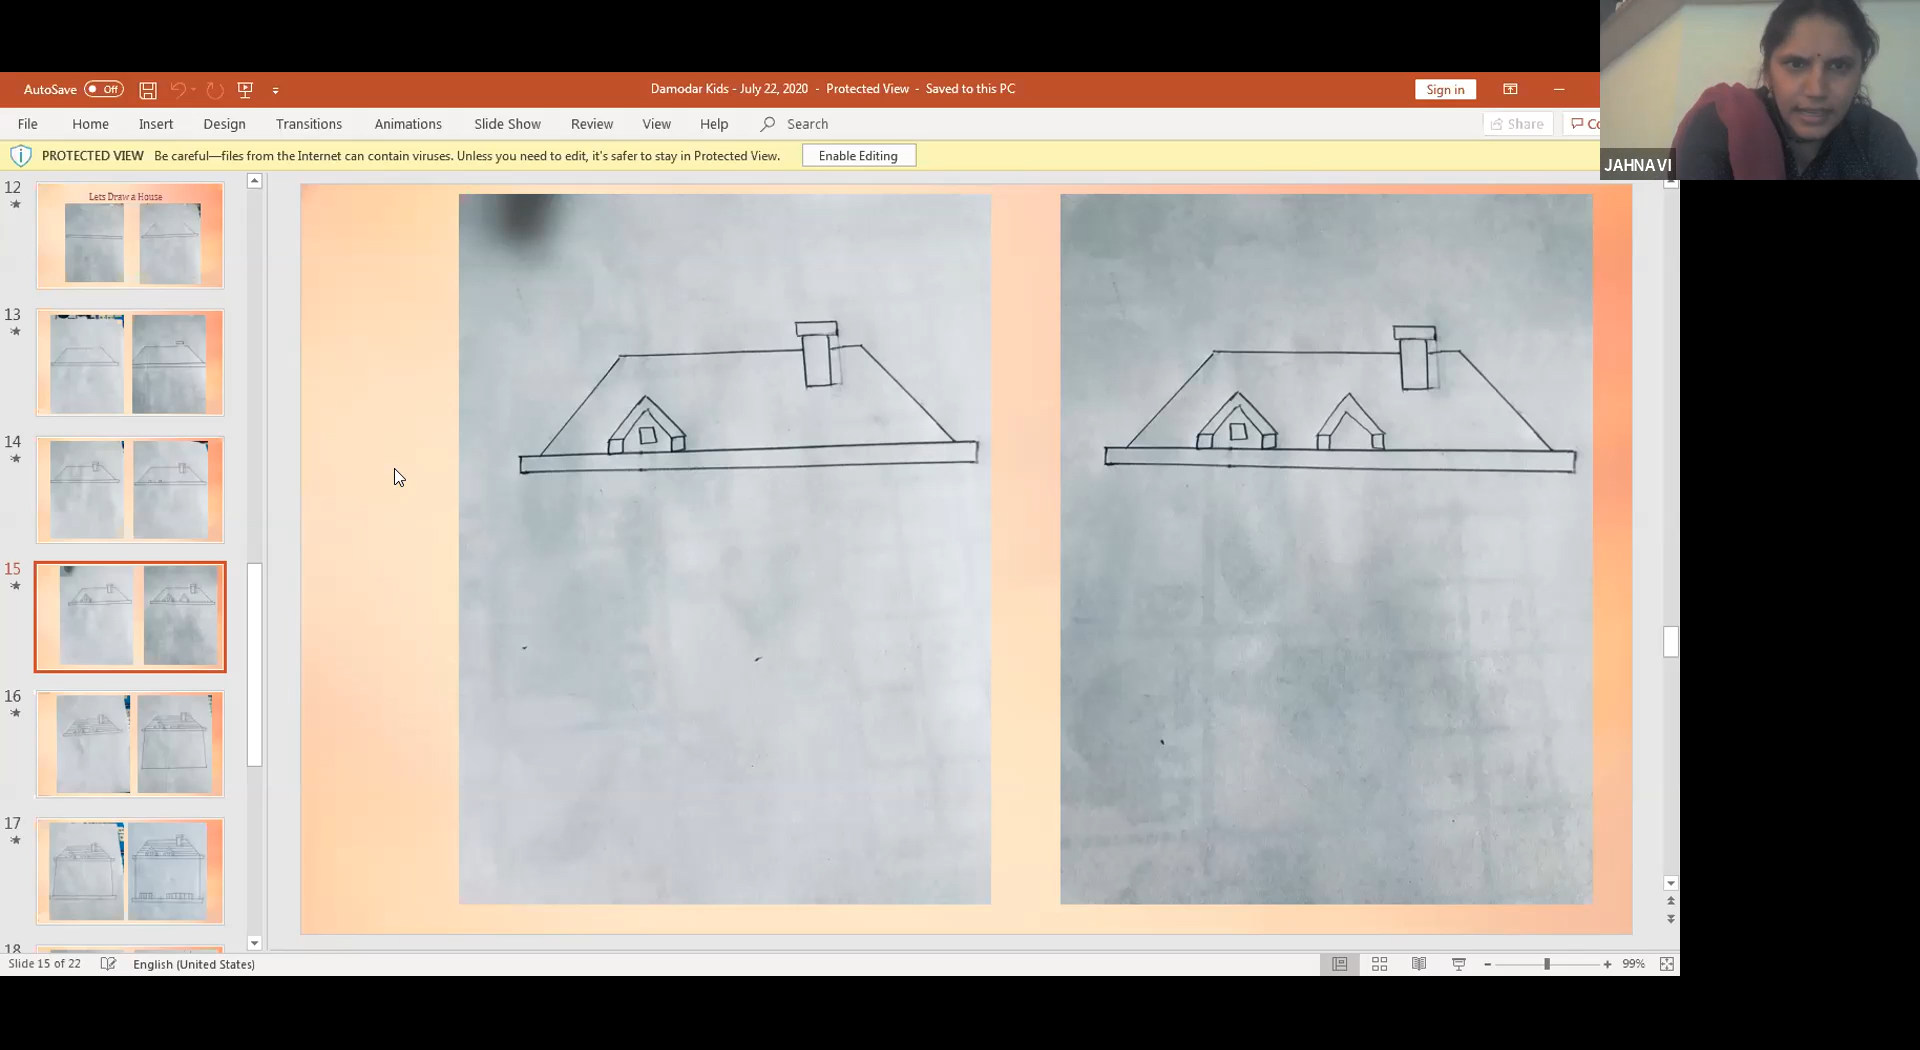 AutoSave Off
Damodar Kids - July 22, 2020 - Protected View - Saved to this PC
Sign in
File Home Insert Design Transitions Animations Slide Show Review View Help Search
Share
PROTECTED VIEW Be careful—files from the Internet can contain viruses. Unless you need to edit, it's safer to stay in Protected View. Enable Editing
JAHNAVI
12
Lets Draw a House
13
14
15
16
17
18
Slide 15 of 22 English (United States)
99%